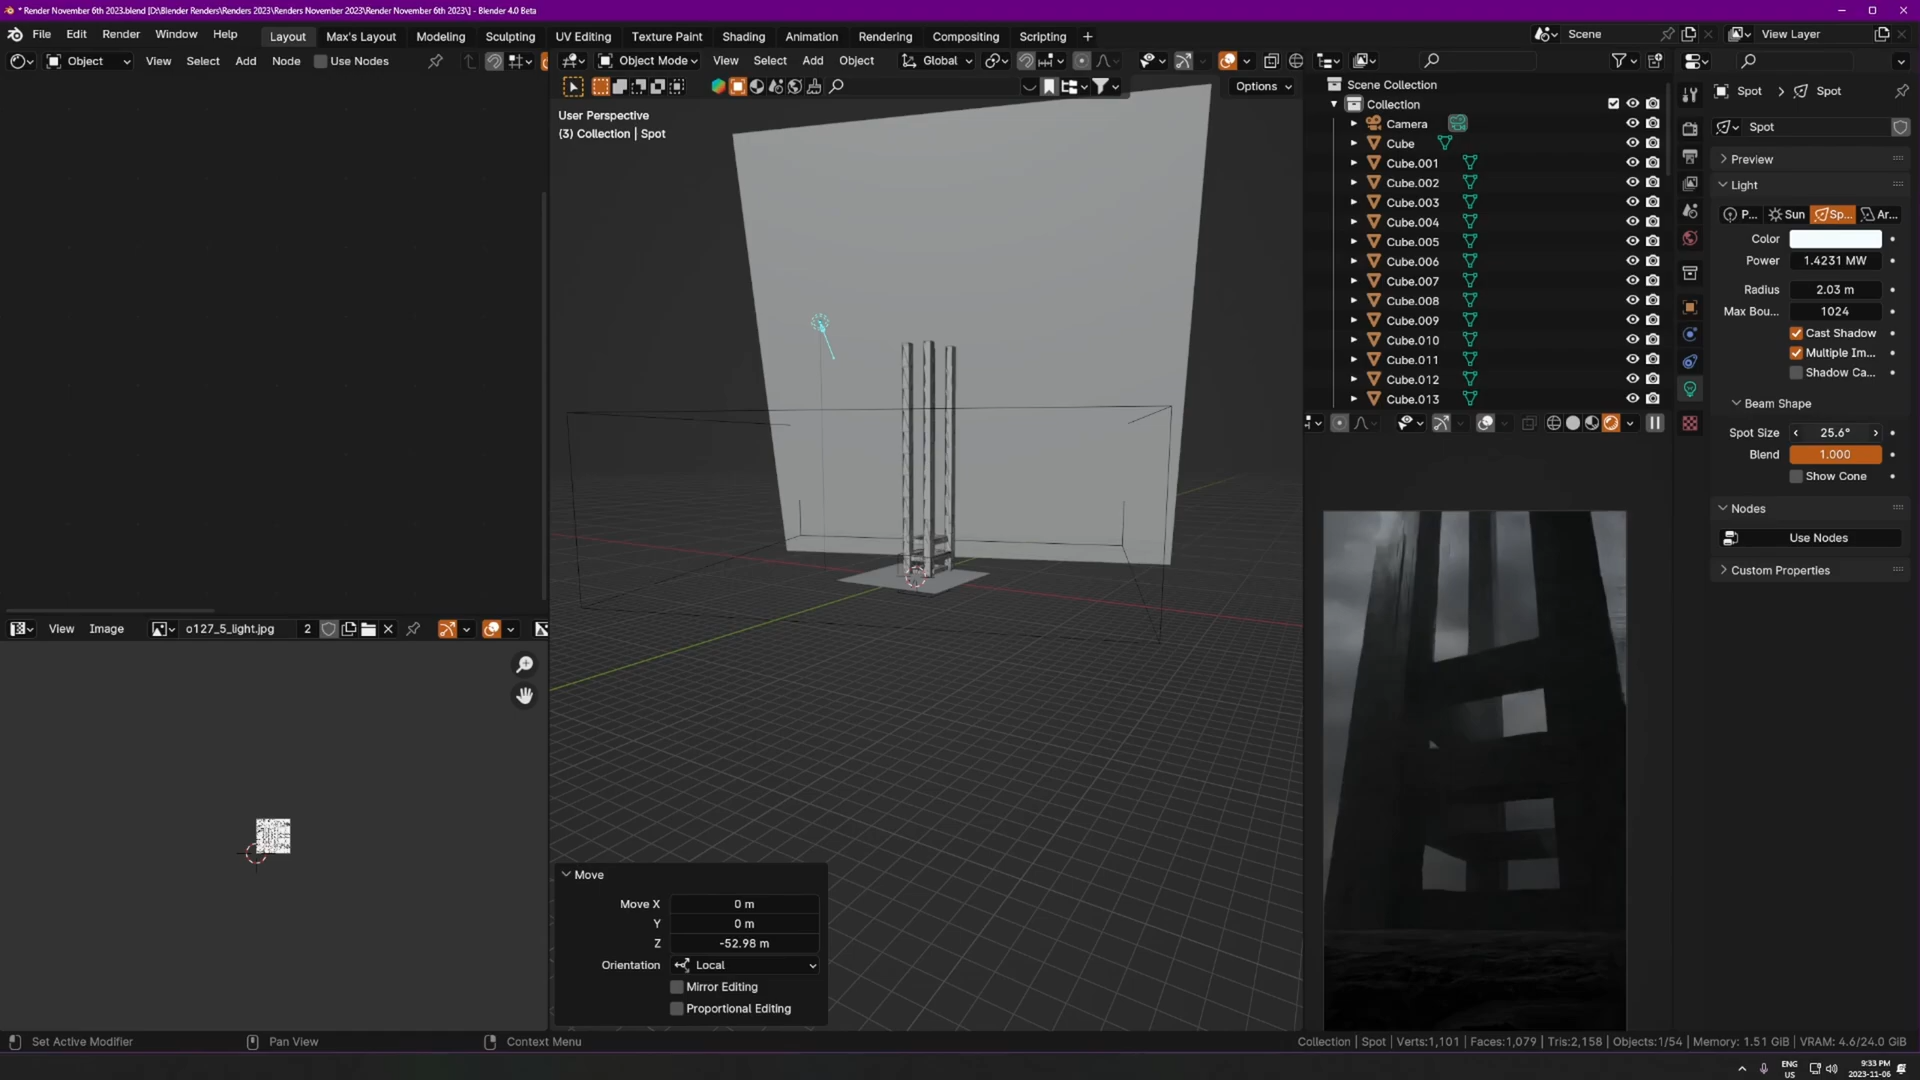 * Render November 6th 2023.blend [D:\Blender Renders\Renders 2023\Renders November 2023\Render November 6th 2023\] - Blender 4.0 Beta
File Edit Render Window Help Layout Max's Layout Modeling Sculpting UV Editing Texture Paint Shading Animation Rendering Compositing Scripting + Scene View Layer
Object View Select Add Object Node Use Nodes
Object Mode View Select Add Object Global
Options
User Perspective
(3) Collection | Spot
Scene Collection
Collection
Camera
Cube
Cube.001
Cube.002
Cube.003
Cube.004
Cube.005
Cube.006
Cube.007
Cube.008
Cube.009
Cube.010
Cube.011
Cube.012
Cube.013
Spot > Spot
Spot
Preview
Light
P... Sun Sp... Ar...
Color
Power 1.4231 MW
Radius 2.03 m
Max Bou... 1024
Cast Shadow
Multiple Im...
Shadow Ca...
Beam Shape
Spot Size 25.6°
Blend 1.000
Show Cone
Nodes
Use Nodes
Custom Properties
View Image o127_5_light.jpg 2
Move
Move X 0 m
Y 0 m
Z -52.98 m
Orientation Local
Mirror Editing
Proportional Editing
Set Active Modifier Pan View Context Menu Collection | Spot | Verts:1,101 | Faces:1,079 | Tris:2,158 | Objects:1/54 | Memory: 1.51 GiB | VRAM: 4.6/24.0 GiB
ENG
US
9:33 PM
2023-11-06